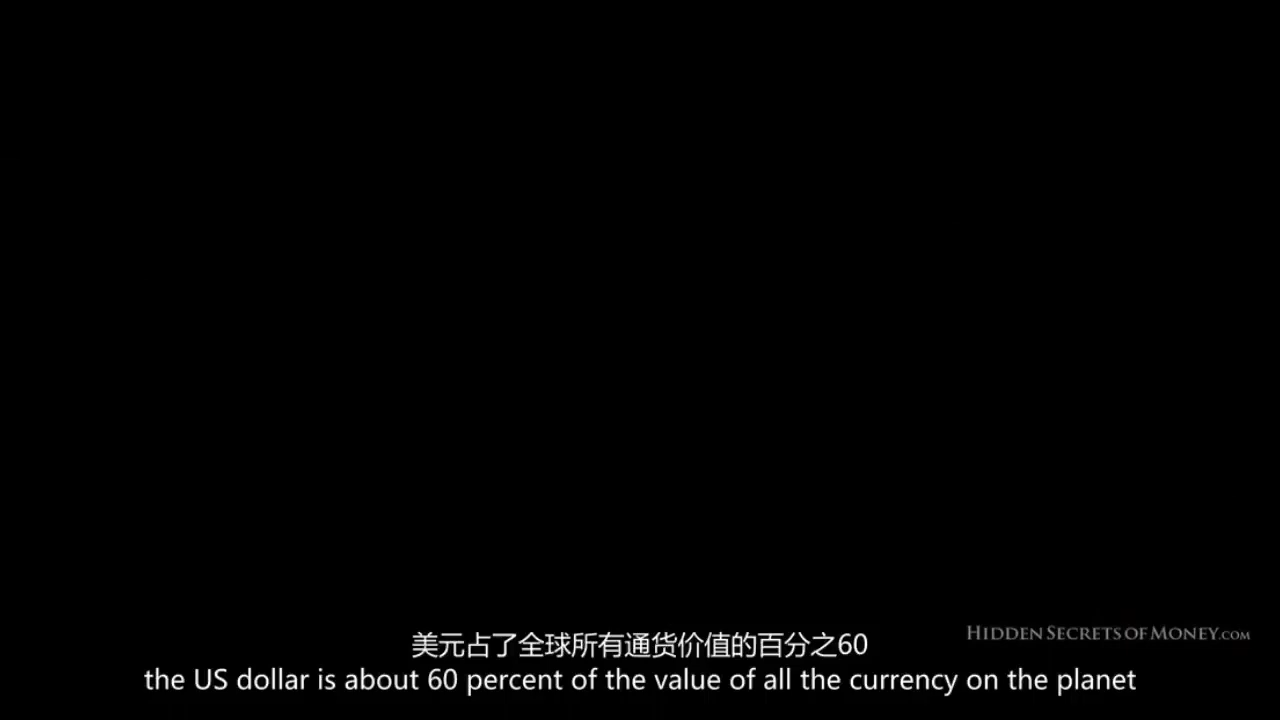 HIDDEN SECRETS OF MONEY.COM
美元占了全球所有通货价值的百分之60
the US dollar is about 60 percent of the value of all the currency on the planet